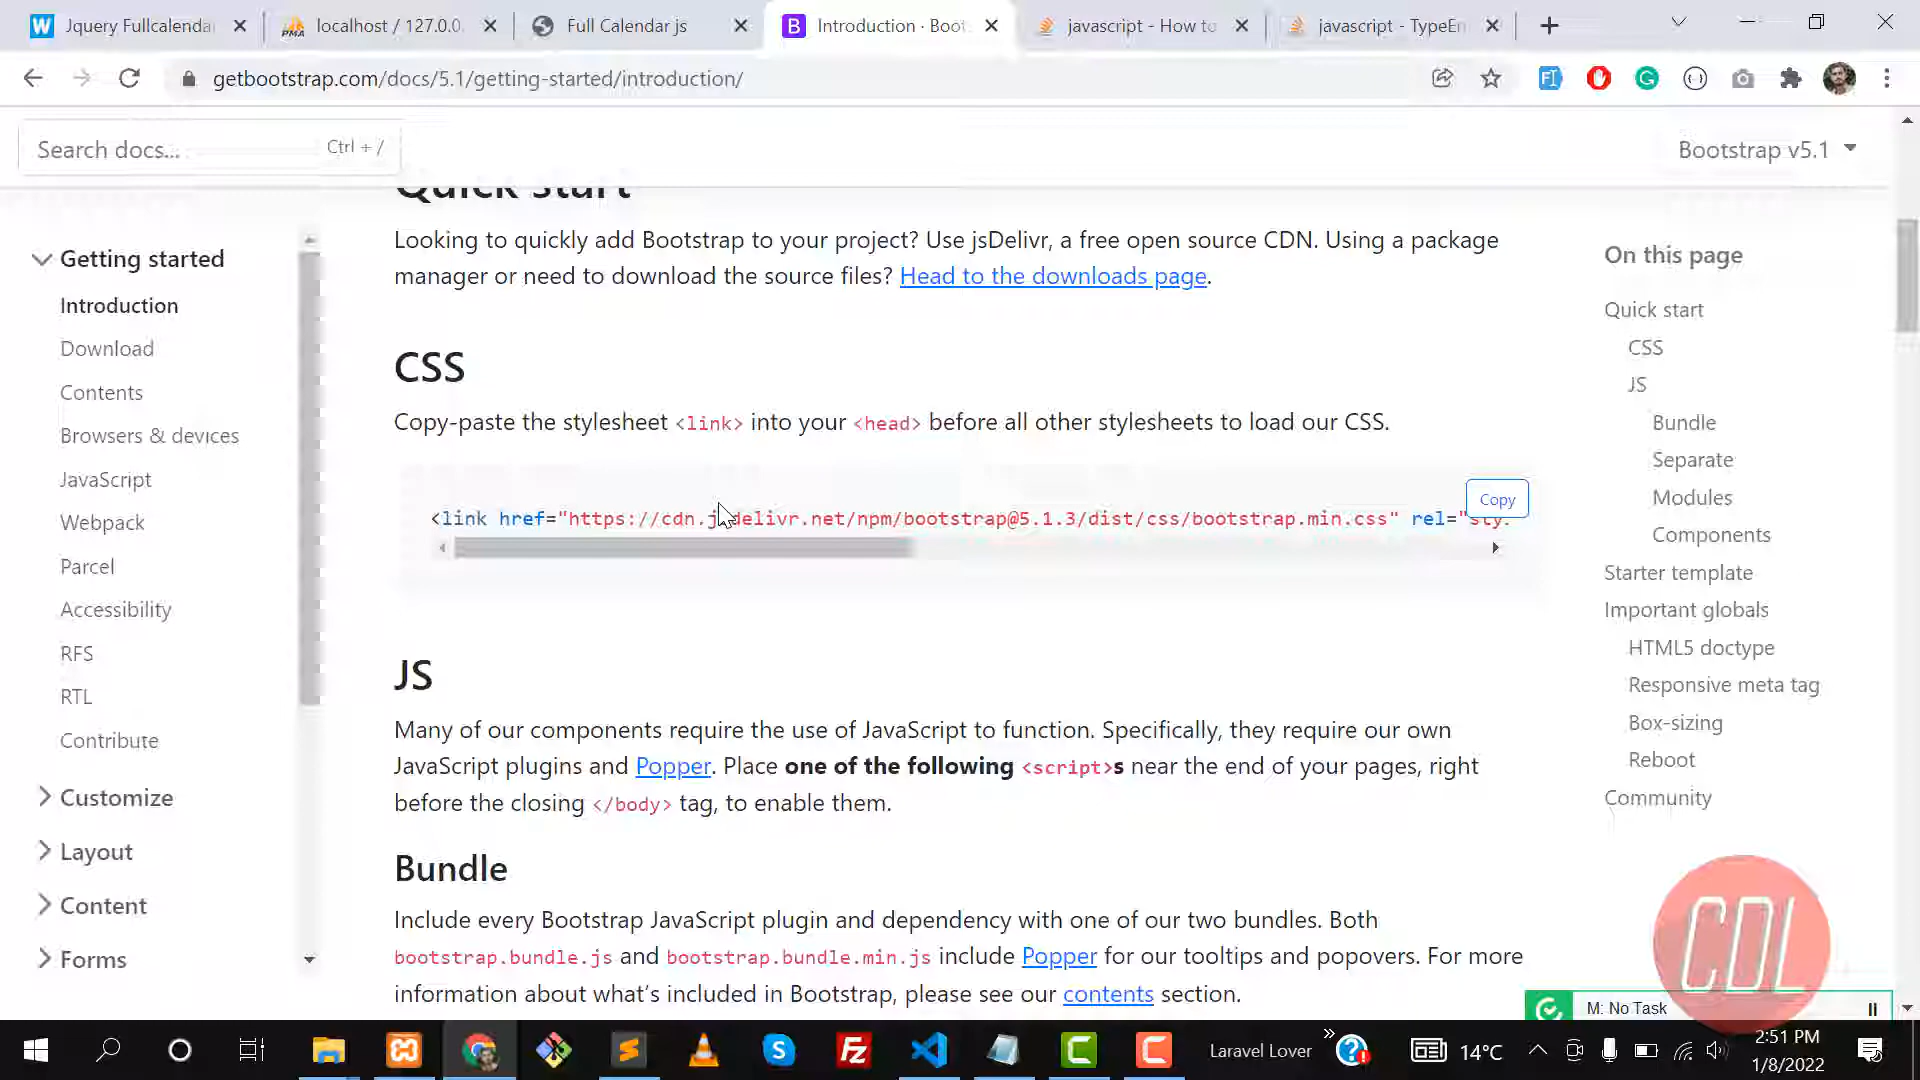 Jquery Fullcalenda
localhost / 127.0.0.
Full Calendar js
Introduction · Boot
javascript - How to
javascript - TypeEr
getbootstrap.com/docs/5.1/getting-started/introduction/
Search docs...
Ctrl + /
Bootstrap v5.1
Getting started
Introduction
Download
Contents
Browsers & devices
JavaScript
Webpack
Parcel
Accessibility
RFS
RTL
Contribute
Customize
Layout
Content
Forms
Quick start
Looking to quickly add Bootstrap to your project? Use jsDelivr, a free open source CDN. Using a package
manager or need to download the source files? Head to the downloads page.
CSS
Copy-paste the stylesheet <link> into your <head> before all other stylesheets to load our CSS.
Copy
<link href="https://cdn.jsdelivr.net/npm/bootstrap@5.1.3/dist/css/bootstrap.min.css" rel="sty
JS
Many of our components require the use of JavaScript to function. Specifically, they require our own
JavaScript plugins and Popper. Place one of the following <script>s near the end of your pages, right
before the closing </body> tag, to enable them.
Bundle
Include every Bootstrap JavaScript plugin and dependency with one of our two bundles. Both
bootstrap.bundle.js and bootstrap.bundle.min.js include Popper for our tooltips and popovers. For more
information about what's included in Bootstrap, please see our contents section.
On this page
Quick start
CSS
JS
Bundle
Separate
Modules
Components
Starter template
Important globals
HTML5 doctype
Responsive meta tag
Box-sizing
Reboot
Community
CDL
M: No Task
Laravel Lover
14°C
2:51 PM
1/8/2022